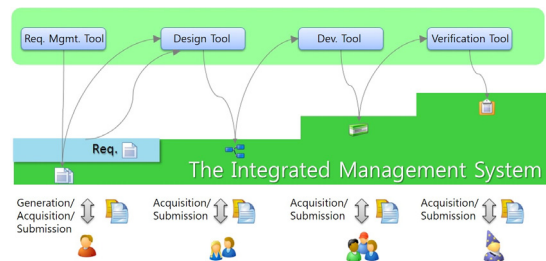 Req. Mgmt. Tool
Design Tool
Dev. Tool
Verification Tool
Req.
The Integrated Management System
Generation/
Acquisition/
Submission
Acquisition/
Submission
Acquisition/
Submission
Acquisition/
Submission